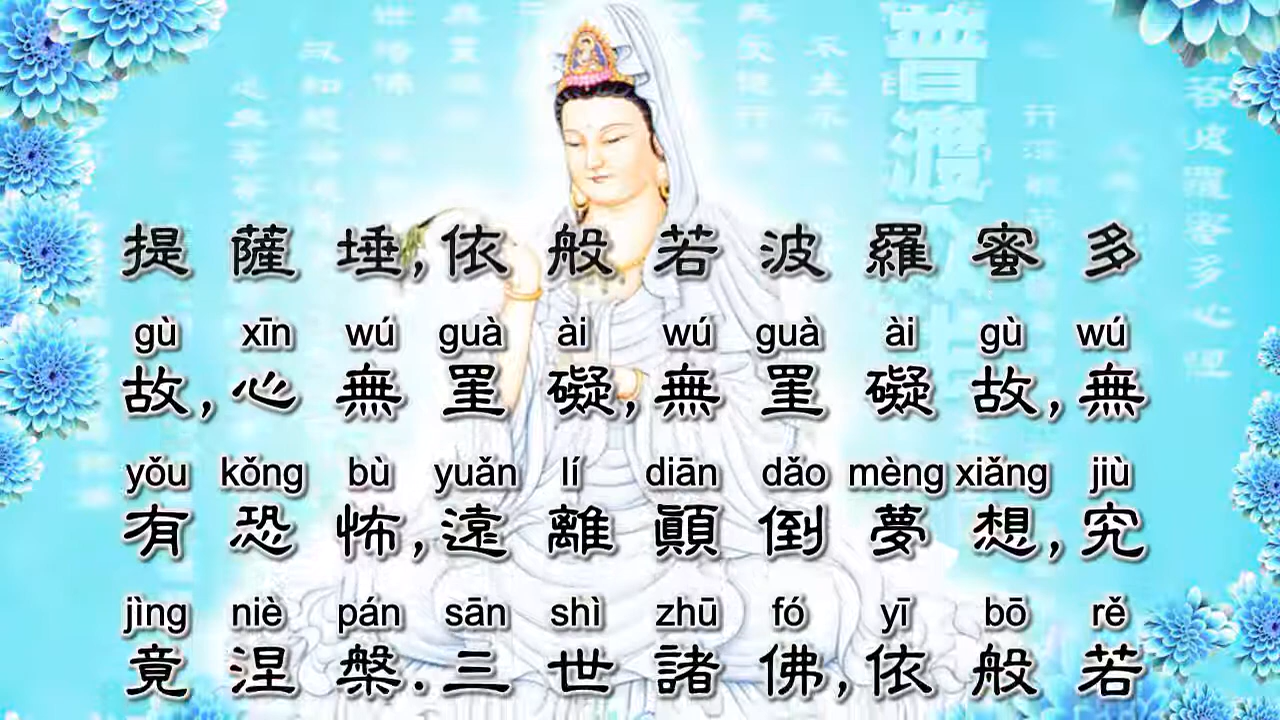 提薩埵,依般若波羅蜜多
gù xīn wú guà ài wú guà ài gù wú
故,心無罣礙,無罣礙故,無
yǒu kǒng bù yuǎn lí diān dǎo mèng xiǎng jiù
有恐怖,遠離顛倒夢想,究
jìng niè pán sān shì zhū fó yī bō rě
竟涅槃.三世諸佛,依般若
普渡